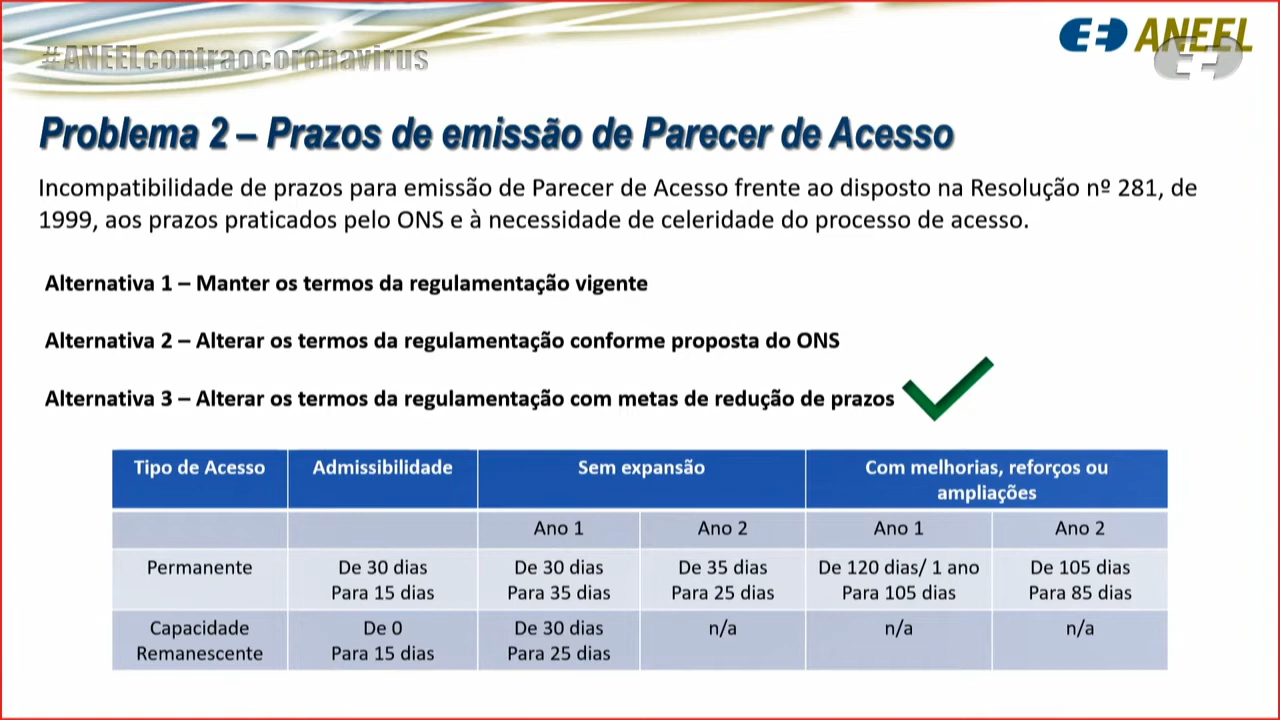 #ANEELcontraocoronavirus
ANEEL
Problema 2 – Prazos de emissão de Parecer de Acesso
Incompatibilidade de prazos para emissão de Parecer de Acesso frente ao disposto na Resolução nº 281, de
1999, aos prazos praticados pelo ONS e à necessidade de celeridade do processo de acesso.
Alternativa 1 – Manter os termos da regulamentação vigente
Alternativa 2 – Alterar os termos da regulamentação conforme proposta do ONS
Alternativa 3 – Alterar os termos da regulamentação com metas de redução de prazos
Tipo de Acesso Admissibilidade Sem expansão Com melhorias, reforços ou
ampliações
Ano 1 Ano 2 Ano 1 Ano 2
Permanente De 30 dias De 30 dias De 35 dias De 120 dias/ 1 ano De 105 dias
Para 15 dias Para 35 dias Para 25 dias Para 105 dias Para 85 dias
Capacidade De 0 De 30 dias n/a n/a n/a
Remanescente Para 15 dias Para 25 dias